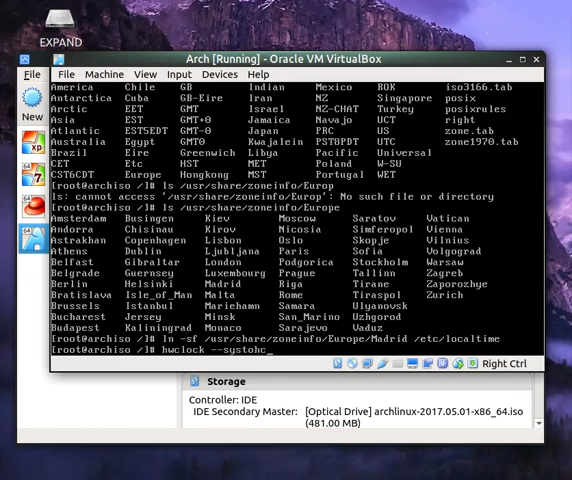 EXPAND
Arch [Running] - Oracle VM VirtualBox
File
File Machine View Input Devices Help
New
America Chile GB Indian Mexico ROK iso3166.tab
Antarctica Cuba GB-Eire Iran NZ Singapore posix
Arctic EET GMT Israel NZ-CHAT Turkey posixrules
Asia EST GMT+0 Jamaica Navajo UCT right
Atlantic EST5EDT GMT-0 Japan PRC US zone.tab
Australia Egypt GMT0 Kwajalein PST8PDT UTC zone1970.tab
Brazil Eire Greenwich Libya Pacific Universal
CET Etc HST MET Poland W-SU
CST6CDT Europe Hongkong MST Portugal WET
[root@archiso /]# ls /usr/share/zoneinfo/Europ
ls: cannot access '/usr/share/zoneinfo/Europ': No such file or directory
[root@archiso /]# ls /usr/share/zoneinfo/Europe
Amsterdam Busingen Kiev Moscow Saratov Vatican
Andorra Chisinau Kirov Nicosia Simferopol Vienna
Astrakhan Copenhagen Lisbon Oslo Skopje Vilnius
Athens Dublin Ljubljana Paris Sofia Volgograd
Belfast Gibraltar London Podgorica Stockholm Warsaw
Belgrade Guernsey Luxembourg Prague Tallinn Zagreb
Berlin Helsinki Madrid Riga Tirane Zaporozhye
Bratislava Isle_of_Man Malta Rome Tiraspol Zurich
Brussels Istanbul Mariehamn Samara Ulyanovsk
Bucharest Jersey Minsk San_Marino Uzhgorod
Budapest Kaliningrad Monaco Sarajevo Vaduz
[root@archiso /]# ln -sf /usr/share/zoneinfo/Europe/Madrid /etc/localtime
[root@archiso /]# hwclock --systohc_
Right Ctrl
Storage
Controller: IDE
IDE Secondary Master: [Optical Drive] archlinux-2017.05.01-x86_64.iso
(481.00 MB)